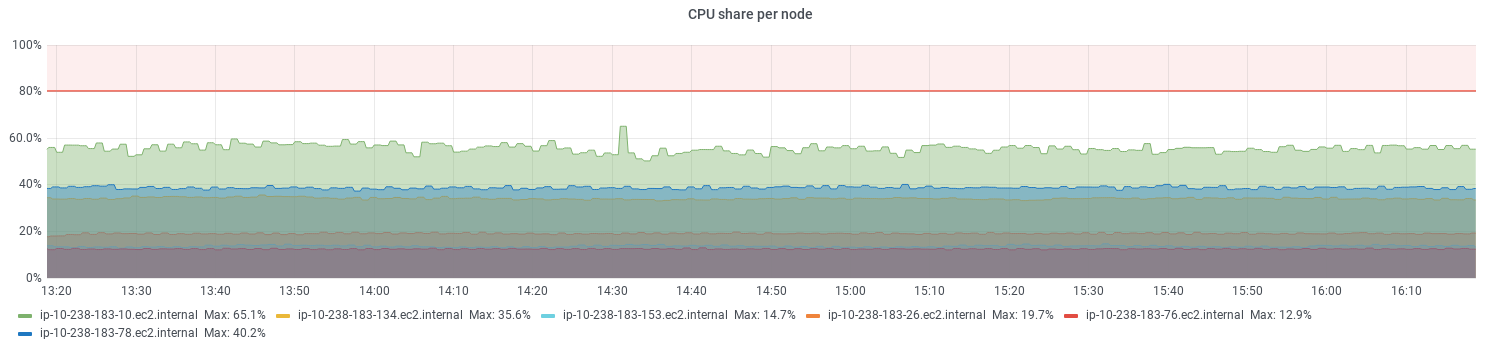 CPU share per node
100%
80%
60.0%
40%
20%
0%
13:20 13:30 13:40 13:50 14:00 14:10 14:20 14:30 14:40 14:50 15:00 15:10 15:20 15:30 15:40 15:50 16:00 16:10
ip-10-238-183-10.ec2.internal Max: 65.1% ip-10-238-183-134.ec2.internal Max: 35.6% ip-10-238-183-153.ec2.internal Max: 14.7% ip-10-238-183-26.ec2.internal Max: 19.7% ip-10-238-183-76.ec2.internal Max: 12.9%
ip-10-238-183-78.ec2.internal Max: 40.2%